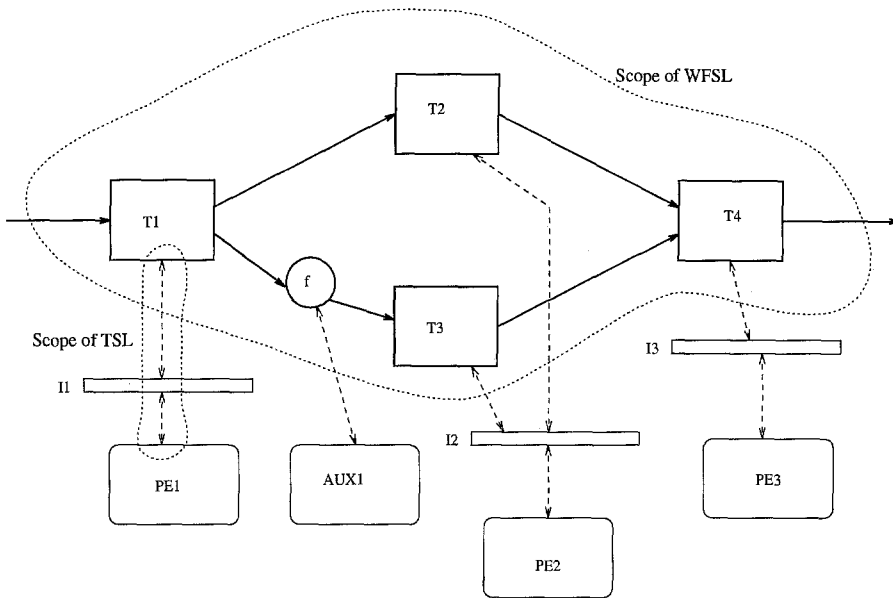 Scope of WFSL
T2
T1
T4
f
T3
Scope of TSL
I3
I1
I2
PE1
AUX1
PE3
PE2